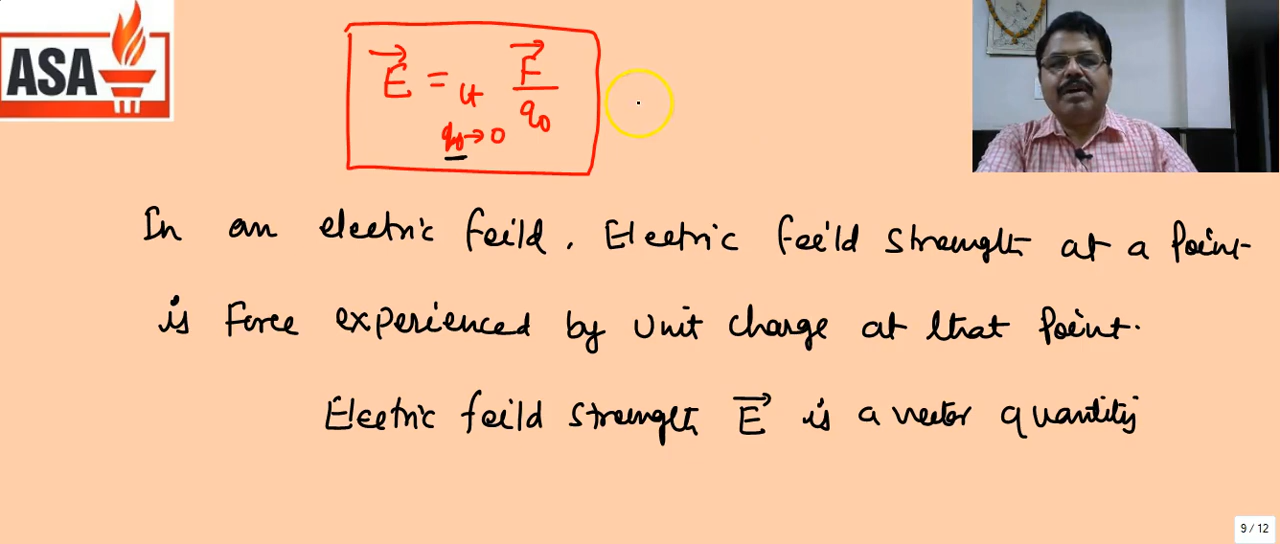 ASA
E⃗ = Lt F⃗/q₀
q₀→0
In an electric feild, Electric feild strength at a Point
is Force experienced by unit charge at that Point.
Electric feild strength E⃗ is a vector quantity
9 / 12